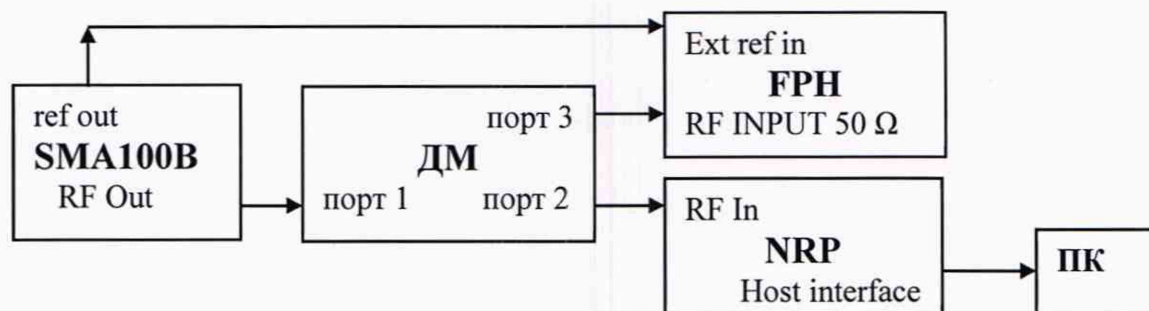 ref out
SMA100B
RF Out
порт 3
ДМ
порт 1 порт 2
Ext ref in
FPH
RF INPUT 50 Ω
RF In
NRP
Host interface
ПК